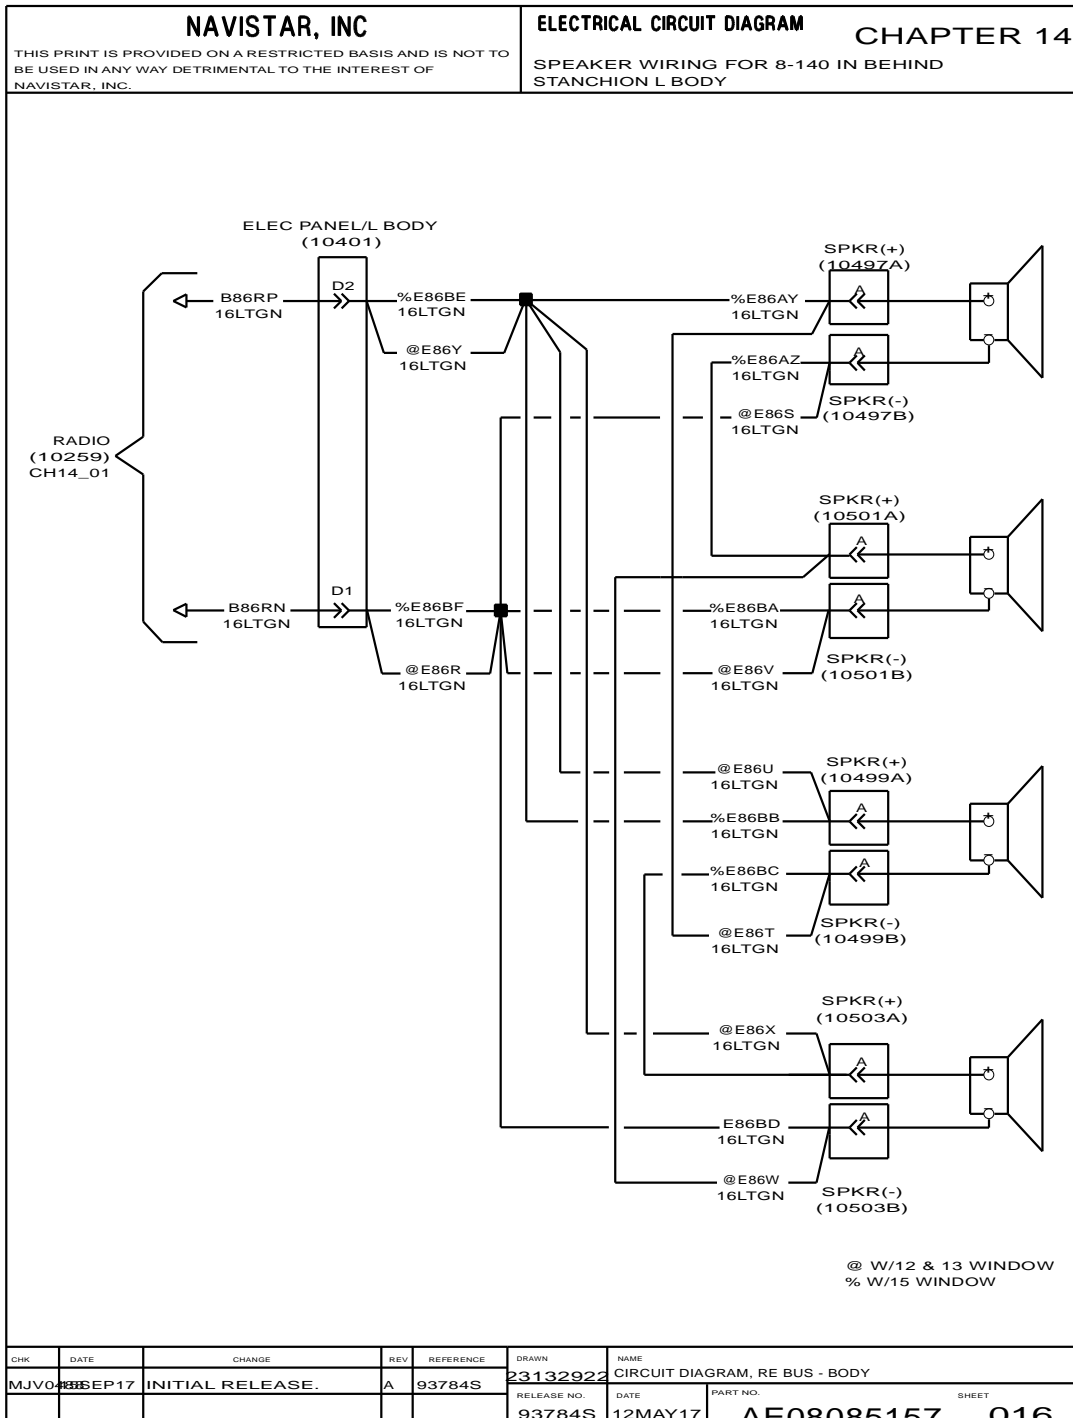 NAVISTAR, INC
THIS PRINT IS PROVIDED ON A RESTRICTED BASIS AND IS NOT TO
BE USED IN ANY WAY DETRIMENTAL TO THE INTEREST OF
NAVISTAR, INC.
ELECTRICAL CIRCUIT DIAGRAM
CHAPTER 14
SPEAKER WIRING FOR 8-140 IN BEHIND
STANCHION L BODY
ELEC PANEL/L BODY
(10401)
D2
B86RP
16LTGN
%E86BE
16LTGN
@E86Y
16LTGN
%E86AY
16LTGN
SPKR(+)
(10497A)
A
+
%E86AZ
16LTGN
A
-
SPKR(-)
(10497B)
@E86S
16LTGN
RADIO
(10259)
CH14_01
SPKR(+)
(10501A)
A
+
D1
B86RN
16LTGN
%E86BF
16LTGN
@E86R
16LTGN
%E86BA
16LTGN
A
-
@E86V
16LTGN
SPKR(-)
(10501B)
@E86U
16LTGN
SPKR(+)
(10499A)
%E86BB
16LTGN
A
+
%E86BC
16LTGN
A
-
@E86T
16LTGN
SPKR(-)
(10499B)
SPKR(+)
(10503A)
@E86X
16LTGN
A
+
E86BD
16LTGN
A
-
@E86W
16LTGN
SPKR(-)
(10503B)
@ W/12 & 13 WINDOW
% W/15 WINDOW
CHK DATE CHANGE REV REFERENCE
SEP17 INITIAL RELEASE. A 93784S
DRAWN
23132922
NAME
CIRCUIT DIAGRAM, RE BUS - BODY
RELEASE NO.
93784S
DATE
12MAY17
PART NO.
AE08085157
SHEET
016